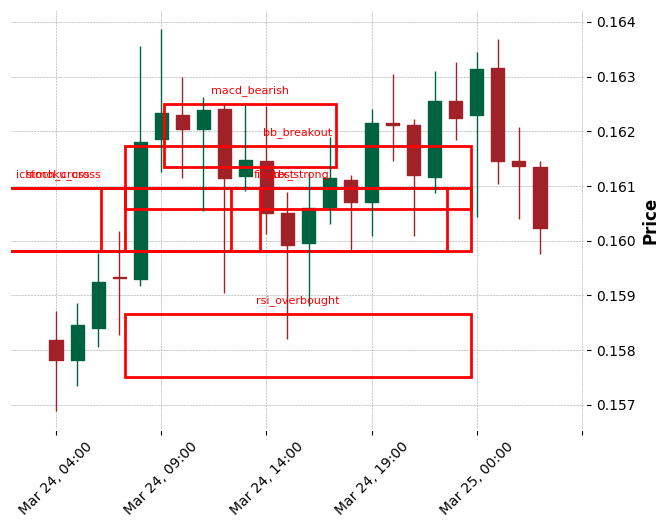 0.164
macd_bearish
0.163
bb_breakout
0.162
0.161
Price
0.160
0.159
rsi_overbought
0.158
0.157
Mar 24, 04:00
Mar 24, 09:00
Mar 24, 14:00
Mar 24, 19:00
Mar 25, 00:00